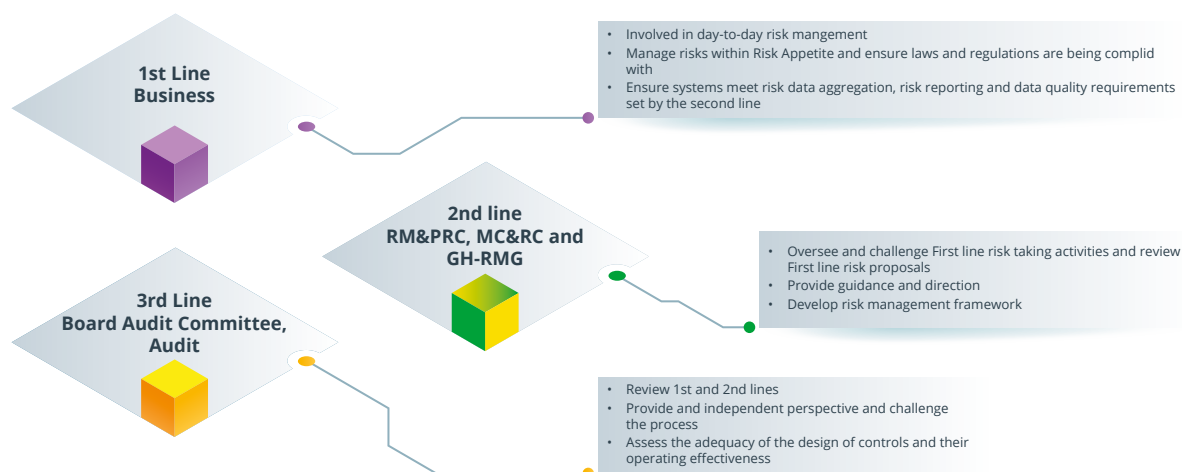 1st Line
Business
• Involved in day-to-day risk mangement
• Manage risks within Risk Appetite and ensure laws and regulations are being complid
with
• Ensure systems meet risk data aggregation, risk reporting and data quality requirements
set by the second line
2nd line
RM&PRC, MC&RC and
GH-RMG
• Oversee and challenge First line risk taking activities and review
First line risk proposals
• Provide guidance and direction
• Develop risk management framework
3rd Line
Board Audit Committee,
Audit
• Review 1st and 2nd lines
• Provide and independent perspective and challenge
the process
• Assess the adequacy of the design of controls and their
operating effectiveness